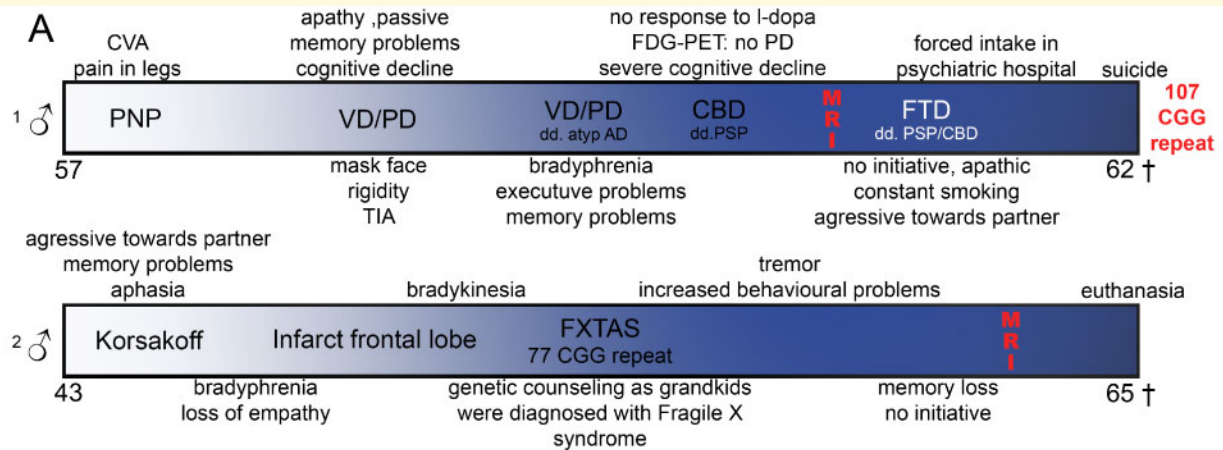 A
CVA
pain in legs
apathy ,passive
memory problems
cognitive decline
no response to l-dopa
FDG-PET: no PD
severe cognitive decline
forced intake in
psychiatric hospital
suicide
1 ♂
PNP
VD/PD
VD/PD
dd. atyp AD
CBD
dd.PSP
MRI
FTD
dd. PSP/CBD
107
CGG
repeat
57
mask face
rigidity
TIA
bradyphrenia
executuve problems
memory problems
no initiative, apathic
constant smoking
agressive towards partner
62 †
agressive towards partner
memory problems
aphasia
bradykinesia
tremor
increased behavioural problems
euthanasia
2 ♂
Korsakoff
Infarct frontal lobe
FXTAS
77 CGG repeat
MRI
43
bradyphrenia
loss of empathy
genetic counseling as grandkids
were diagnosed with Fragile X
syndrome
memory loss
no initiative
65 †